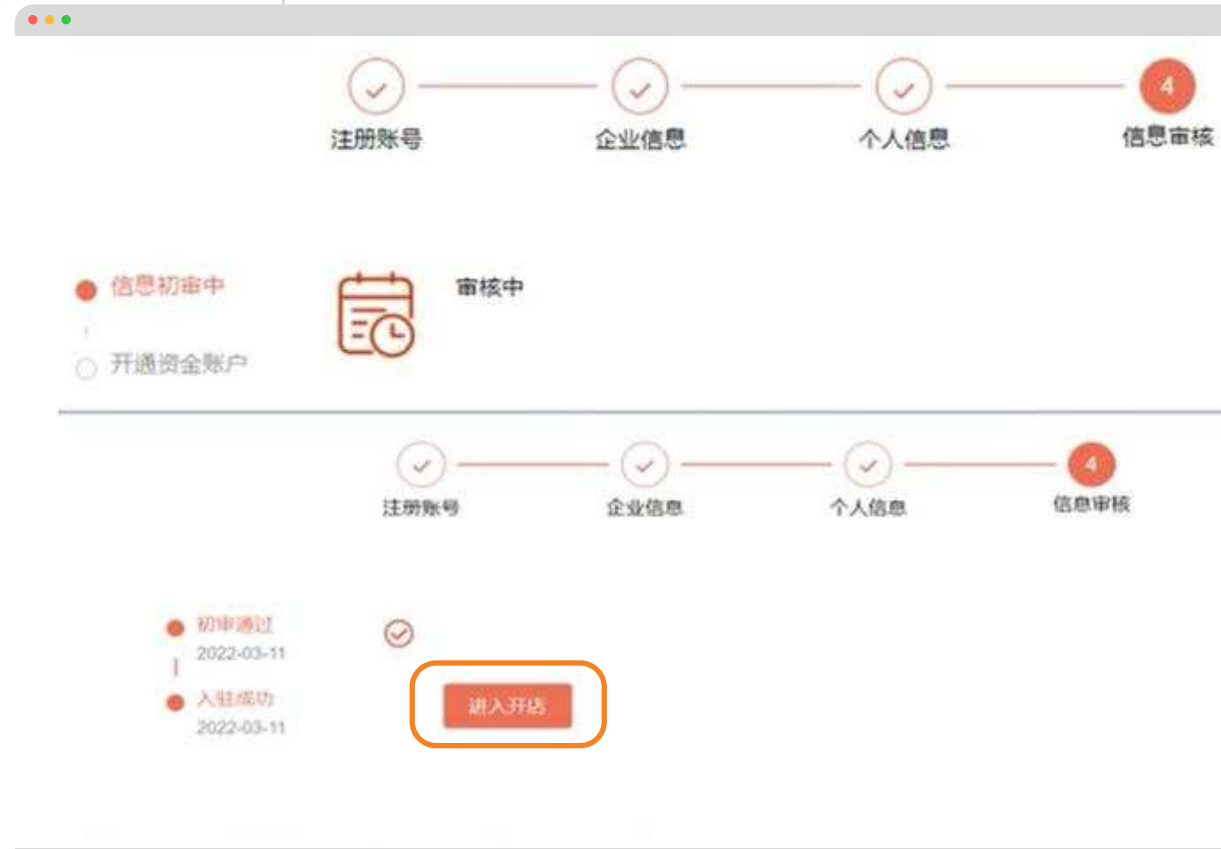 4
注册账号 企业信息 个人信息 信息审核
信息初审中
审核中
开通资金账户
4
注册账号 企业信息 个人信息 信息审核
初审通过
2022-03-11
进入开店
入驻成功
2022-03-11